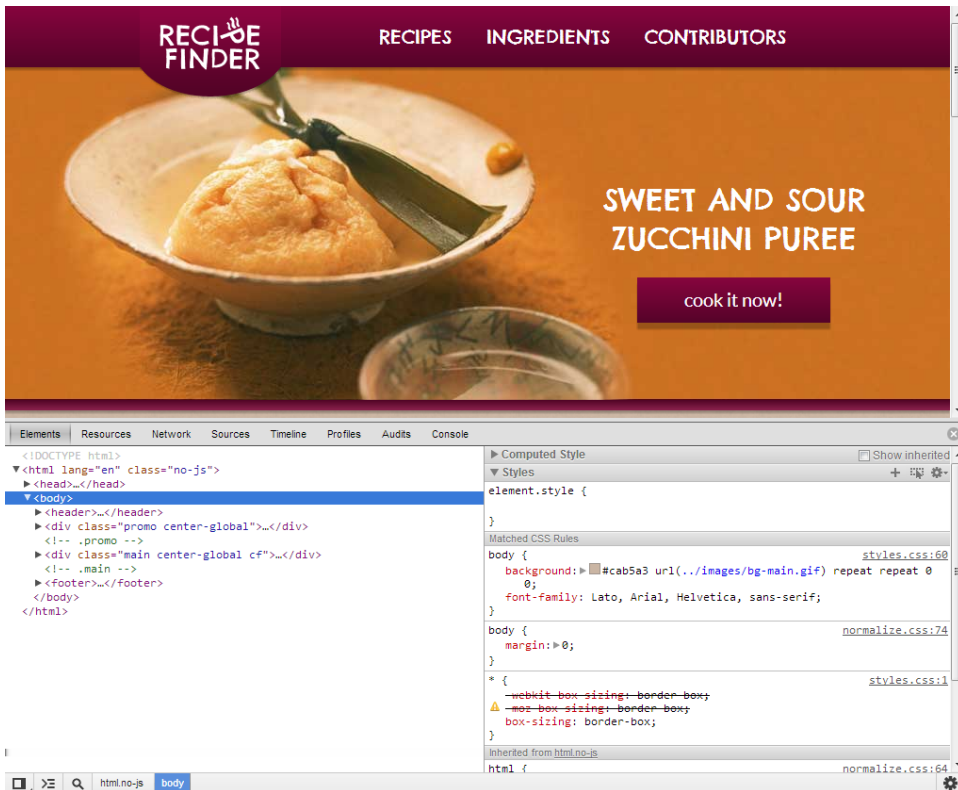 RECIPE
FINDER
RECIPES INGREDIENTS CONTRIBUTORS
SWEET AND SOUR
ZUCCHINI PUREE
cook it now!
Elements Resources Network Sources Timeline Profiles Audits Console
<!DOCTYPE html>
▼<html lang="en" class="no-js">
▶<head>…</head>
▼<body>
▶<header>…</header>
▶<div class="promo center-global">…</div>
<!-- .promo -->
▶<div class="main center-global cf">…</div>
<!-- .main -->
▶<footer>…</footer>
</body>
</html>
▶ Computed Style Show inherited
▼ Styles
element.style {
}
Matched CSS Rules
body { styles.css:60
background:▶ #cab5a3 url(../images/bg-main.gif) repeat repeat 0
0;
font-family: Lato, Arial, Helvetica, sans-serif;
}
body { normalize.css:74
margin:▶0;
}
* { styles.css:1
-webkit-box-sizing: border-box;
-moz-box-sizing: border-box;
box-sizing: border-box;
}
Inherited from html.no-js
html { normalize.css:64
html.no-js body